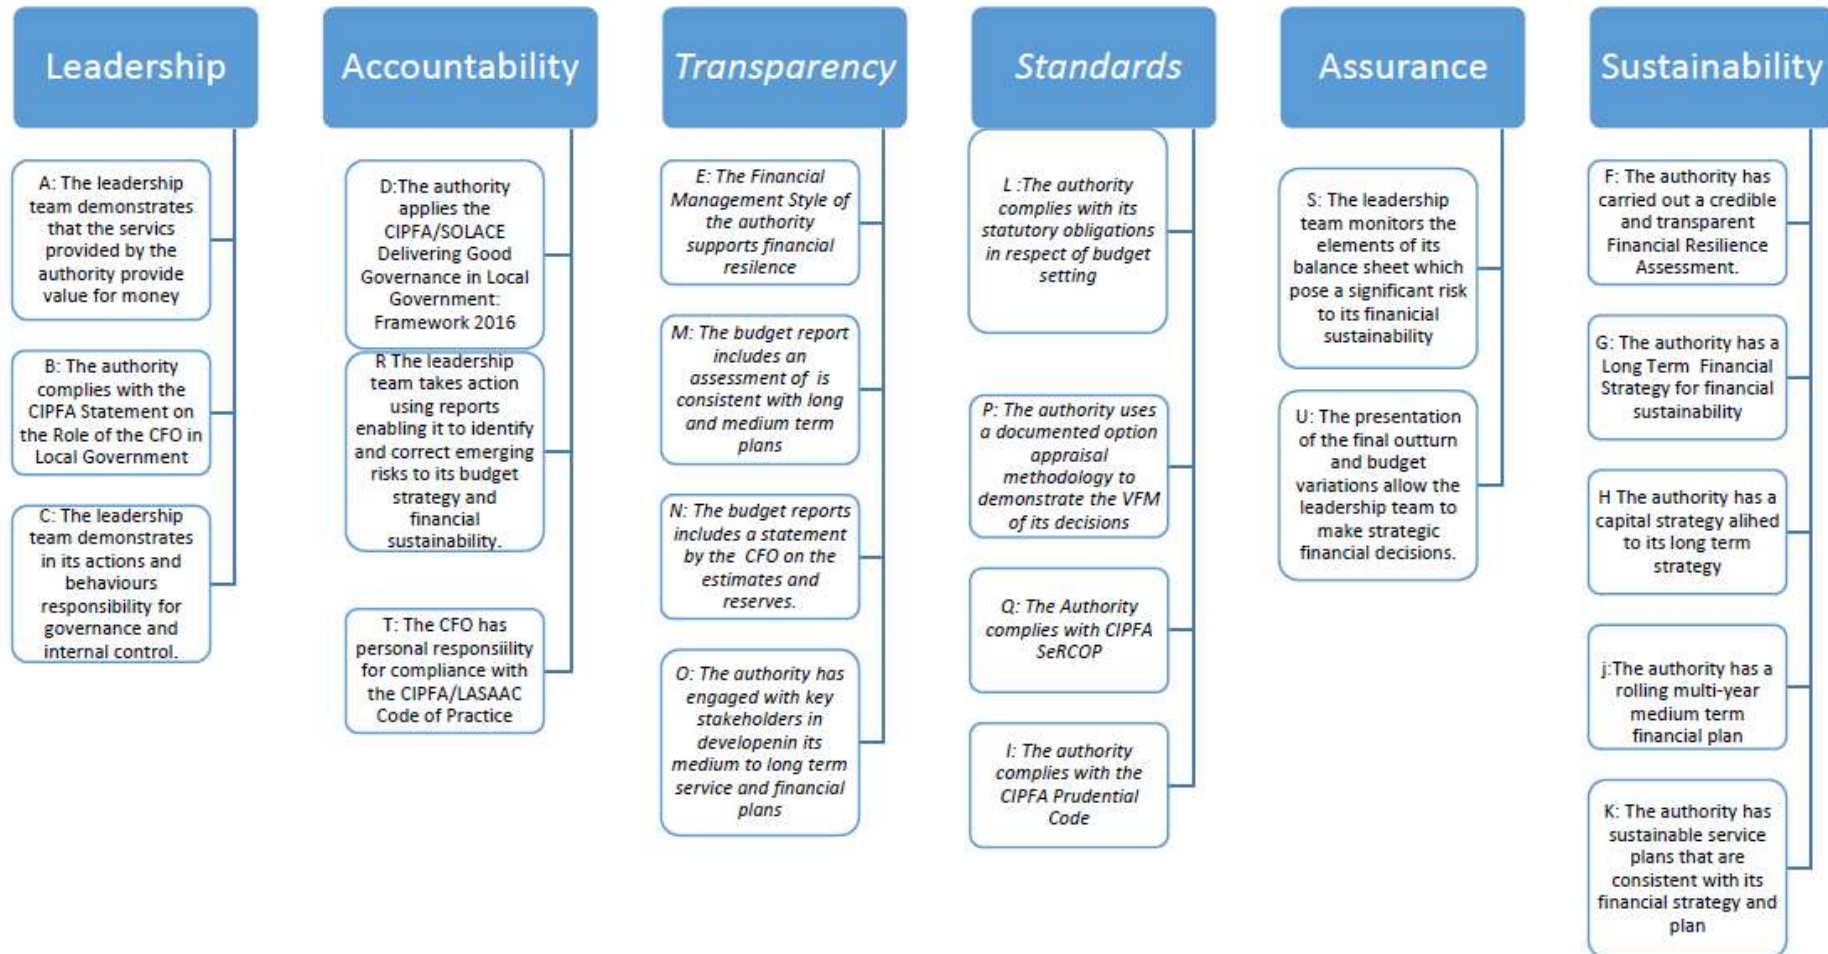 Leadership
A: The leadership
team demonstrates
that the servics
provided by the
authority provide
value for money
B: The authority
complies with the
CIPFA Statement on
the Role of the CFO in
Local Government
C: The leadership
team demonstrates
in its actions and
behaviours
responsibility for
governance and
internal control.
Accountability
D:The authority
applies the
CIPFA/SOLACE
Delivering Good
Governance in Local
Government:
Framework 2016
R The leadership
team takes action
using reports
enabling it to identify
and correct emerging
risks to its budget
strategy and
financial
sustainability.
T: The CFO has
personal responsiility
for compliance with
the CIPFA/LASAAC
Code of Practice
Transparency
E: The Financial
Management Style of
the authority
supports financial
resilence
M: The budget report
includes an
assessment of is
consistent with long
and medium term
plans
N: The budget reports
includes a statement
by the CFO on the
estimates and
reserves.
O: The authority has
engaged with key
stakeholders in
developenin its
medium to long term
service and financial
plans
Standards
L :The authority
complies with its
statutory obligations
in respect of budget
setting
P: The authority uses
a documented option
appraisal
methodology to
demonstrate the VFM
of its decisions
Q: The Authority
complies with CIPFA
SeRCOP
I: The authority
complies with the
CIPFA Prudential
Code
Assurance
S: The leadership
team monitors the
elements of its
balance sheet which
pose a significant risk
to its finanicial
sustainability
U: The presentation
of the final outturn
and budget
variations allow the
leadership team to
make strategic
financial decisions.
Sustainability
F: The authority has
carried out a credible
and transparent
Financial Resilience
Assessment.
G: The authority has a
Long Term Financial
Strategy for financial
sustainability
H The authority has a
capital strategy alihed
to its long term
strategy
j:The authority has a
rolling multi-year
medium term
financial plan
K: The authority has
sustainable service
plans that are
consistent with its
financial strategy and
plan